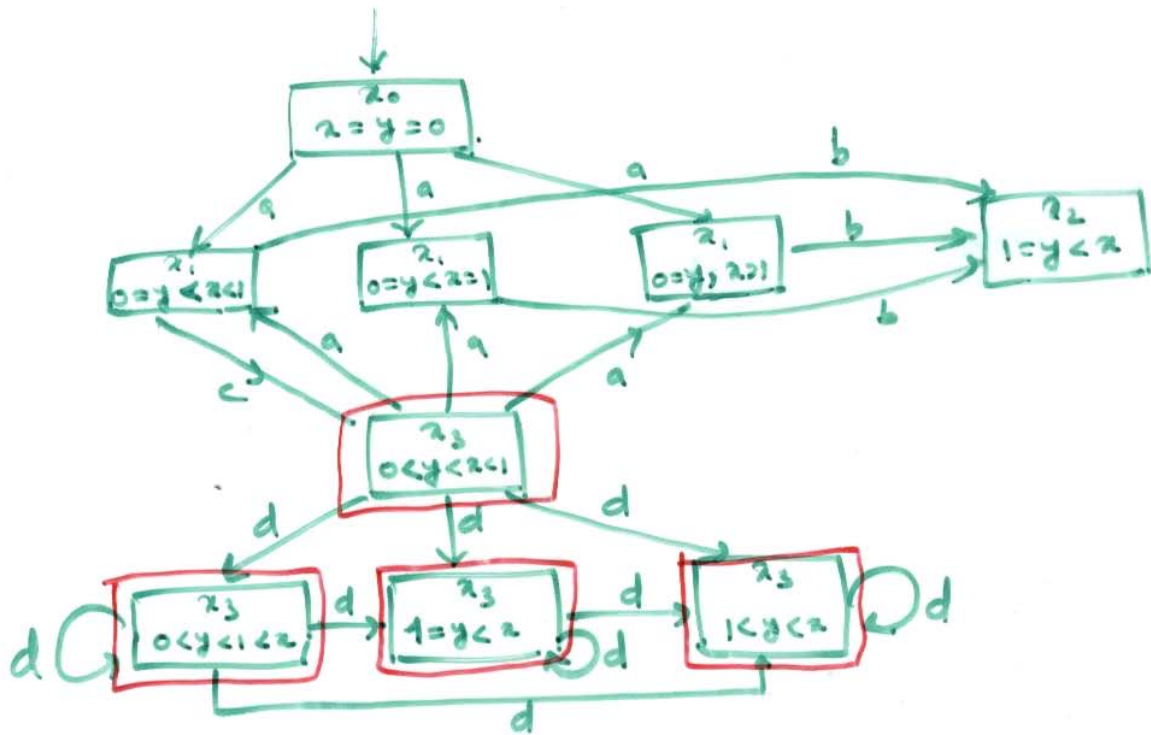 x0
x = y = 0
a
a
a
b
x1
0=y<x<1
x1
0=y<x=1
x1
0=y, x>1
b
x2
1=y<x
b
c
a
a
a
x3
0<y<x<1
d
d
d
x3
0<y<1<x
d
x3
1=y<x
d
x3
1<y<x
d
d
d
d